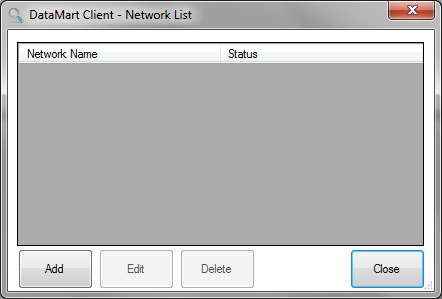 DataMart Client - Network List
Network Name Status
Add Edit Delete Close